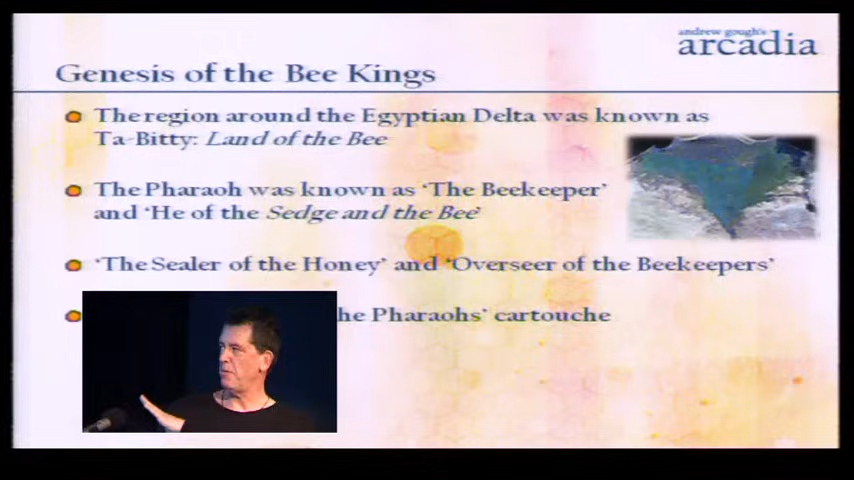 andrew gough's
arcadia
Genesis of the Bee Kings
The region around the Egyptian Delta was known as
Ta-Bitty: Land of the Bee
The Pharaoh was known as 'The Beekeeper'
and 'He of the Sedge and the Bee'
'The Sealer of the Honey' and 'Overseer of the Beekeepers'
he Pharaohs' cartouche